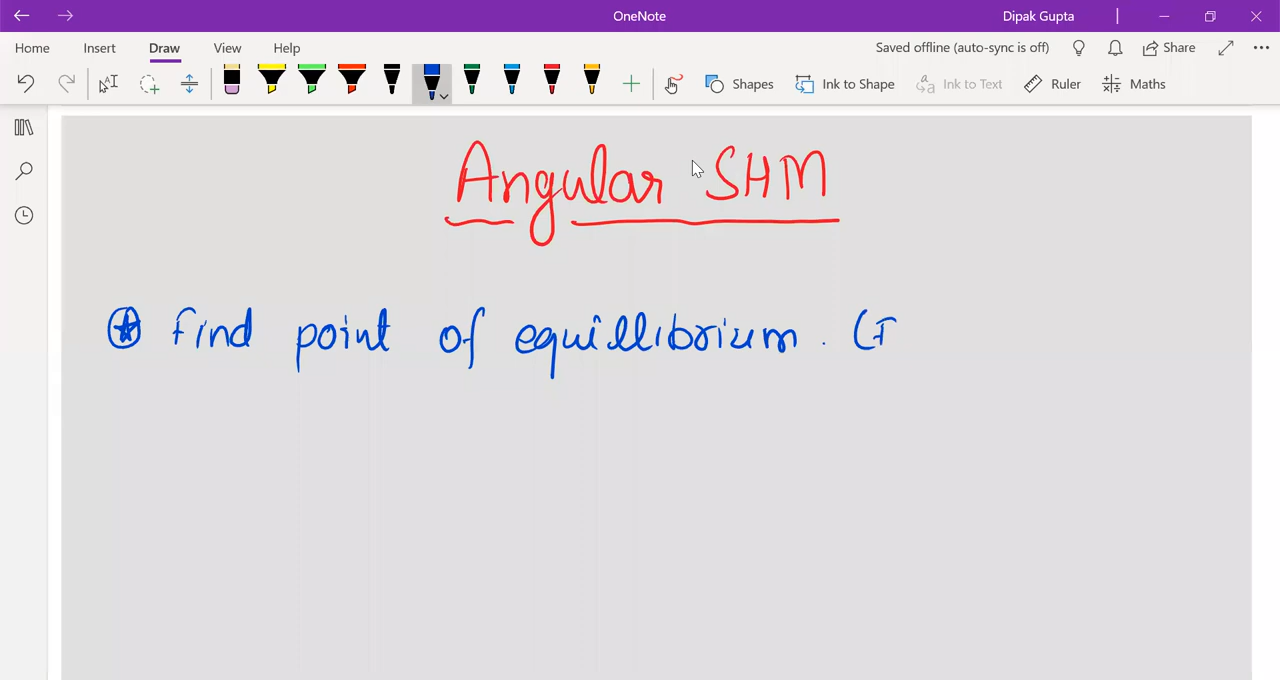 OneNote
Dipak Gupta
Home Insert Draw View Help
Saved offline (auto-sync is off)
Share
Shapes
Ink to Shape
Ink to Text
Ruler
Maths
Angular SHM
Find point of equillibrium. (F